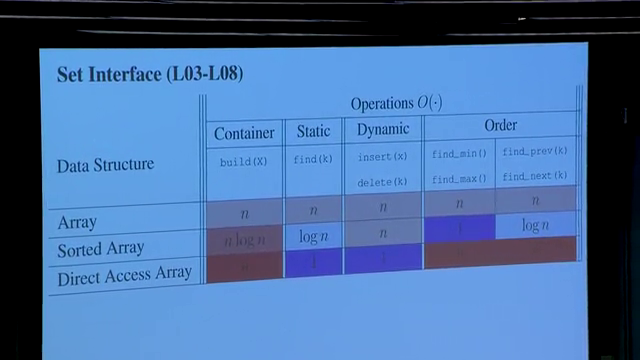 Set Interface (L03-L08)
Operations O(·)
Container Static Dynamic Order
Data Structure build(X) find(k) insert(x) find_min() find_prev(k)
delete(k) find_max() find_next(k)
Array n n n n n
Sorted Array n log n log n n 1 log n
Direct Access Array 1 1